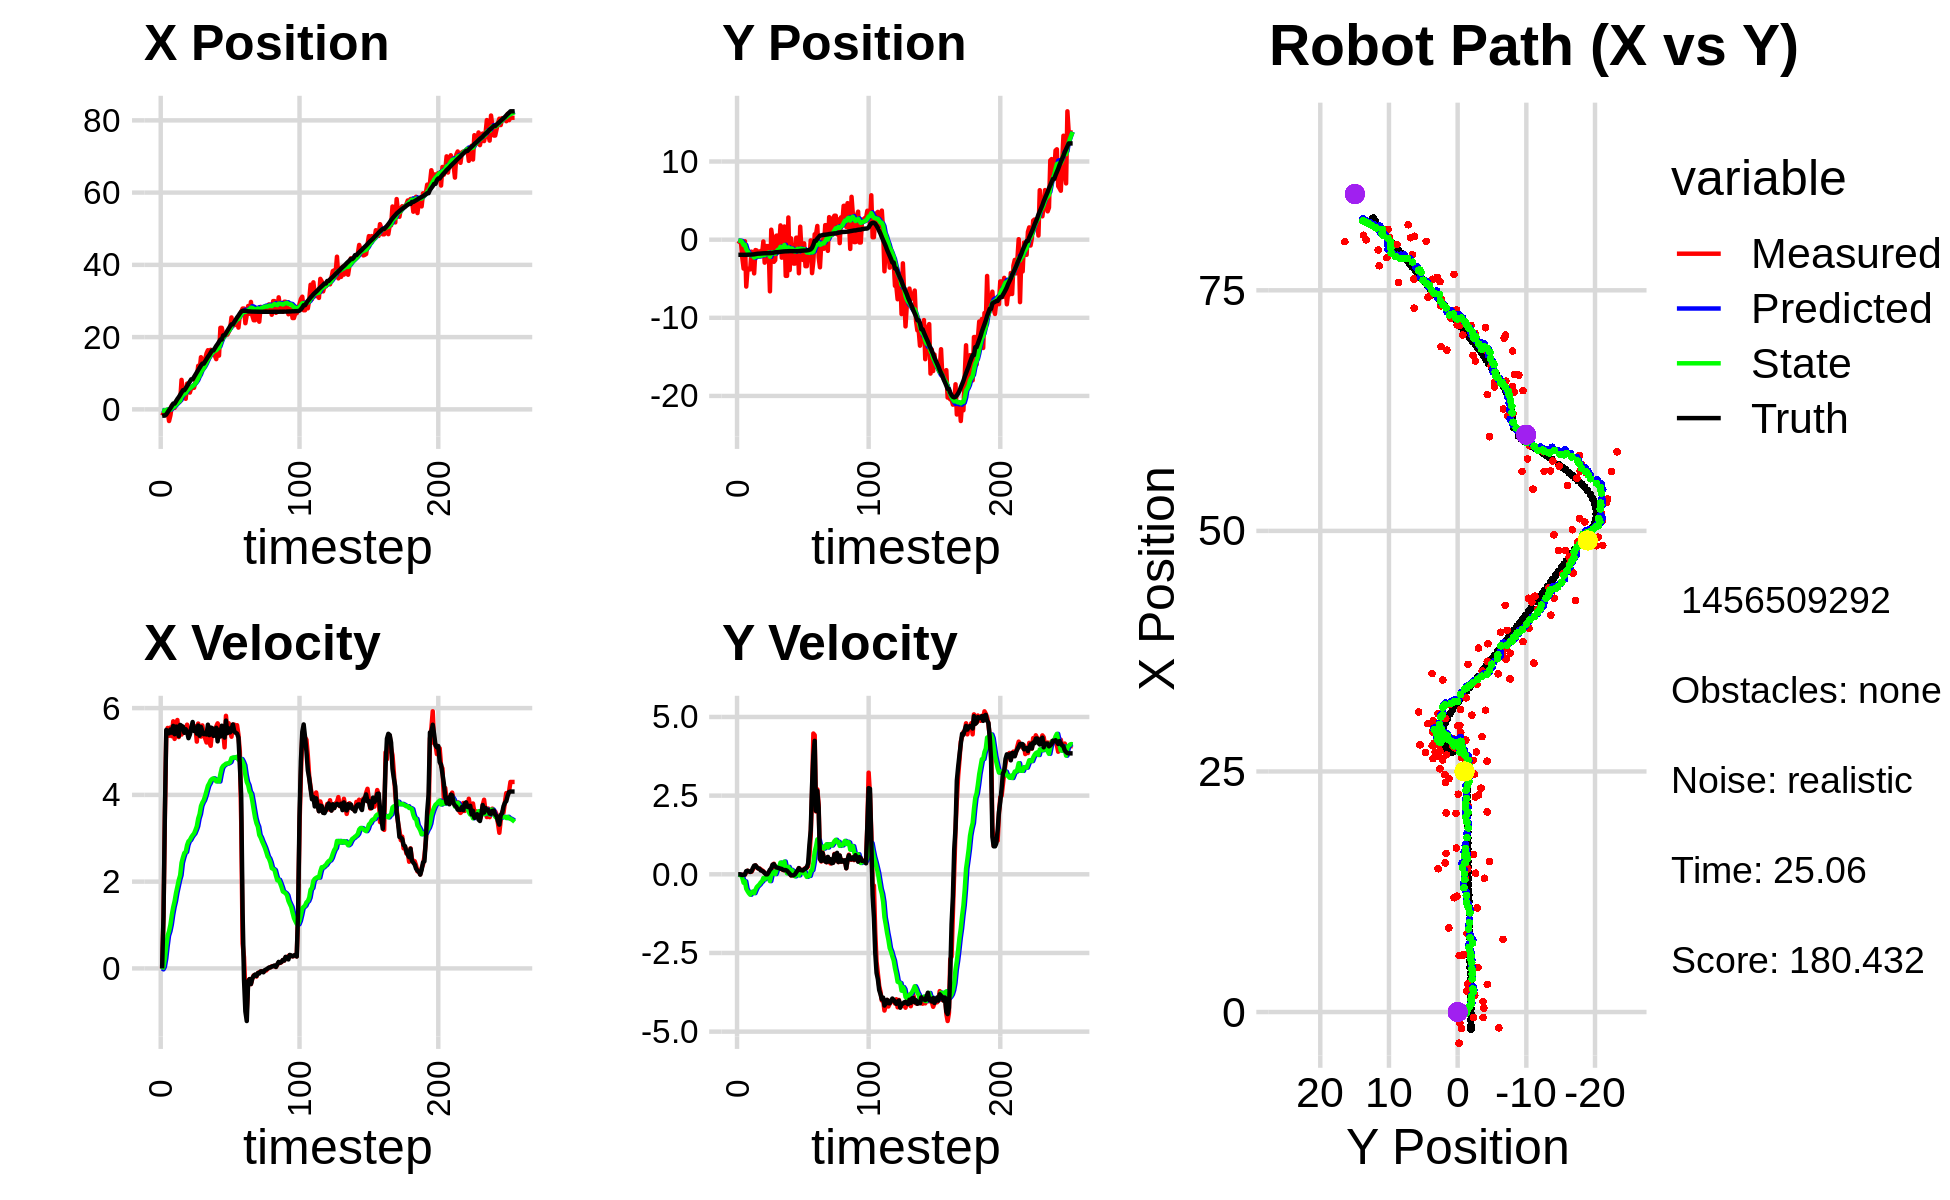 X Position
80
60
40
20
0
0
100
200
timestep
Y Position
10
0
-10
-20
0
100
200
timestep
X Velocity
6
4
2
0
0
100
200
timestep
Y Velocity
5.0
2.5
0.0
-2.5
-5.0
0
100
200
timestep
Robot Path (X vs Y)
X Position
75
50
25
0
20 10 0 -10 -20
Y Position
variable
Measured
Predicted
State
Truth
1456509292
Obstacles: none
Noise: realistic
Time: 25.06
Score: 180.432